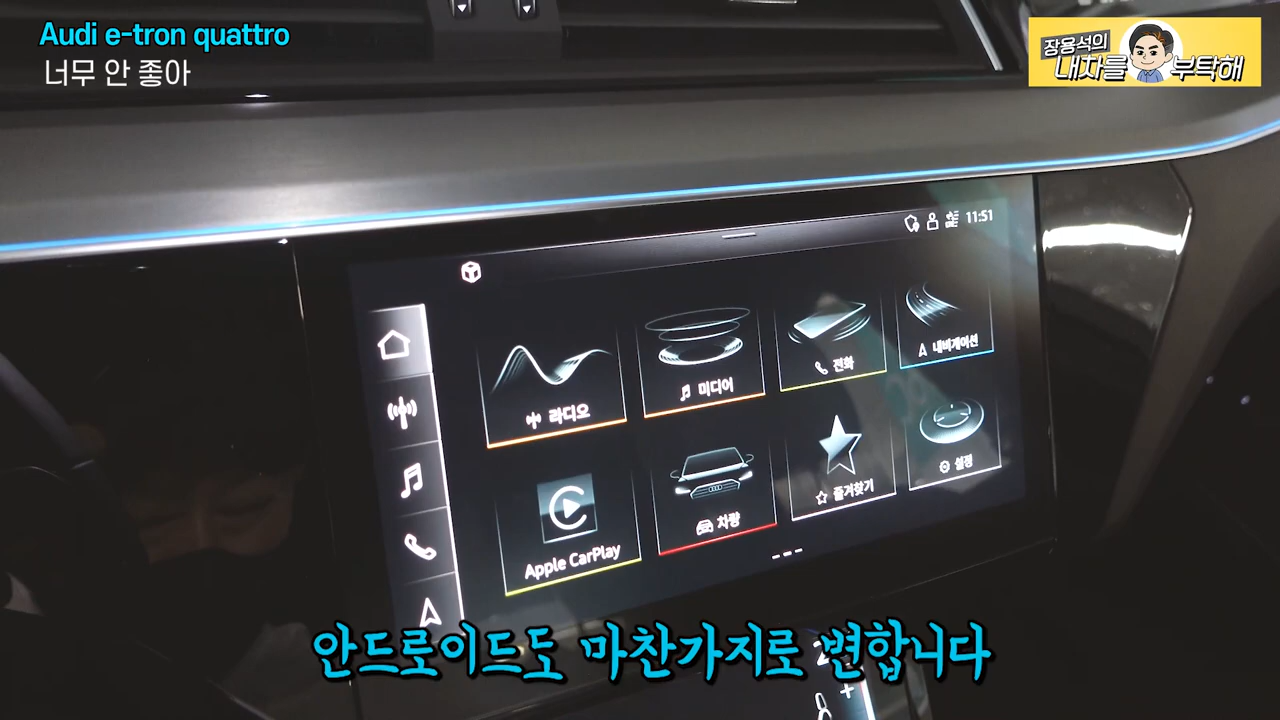 Audi e-tron quattro
너무 안 좋아
장용석의
내차를 부탁해
11:51
라디오
미디어
전화
내비게이션
Apple CarPlay
차량
즐겨찾기
설정
안드로이드도 마찬가지로 변합니다